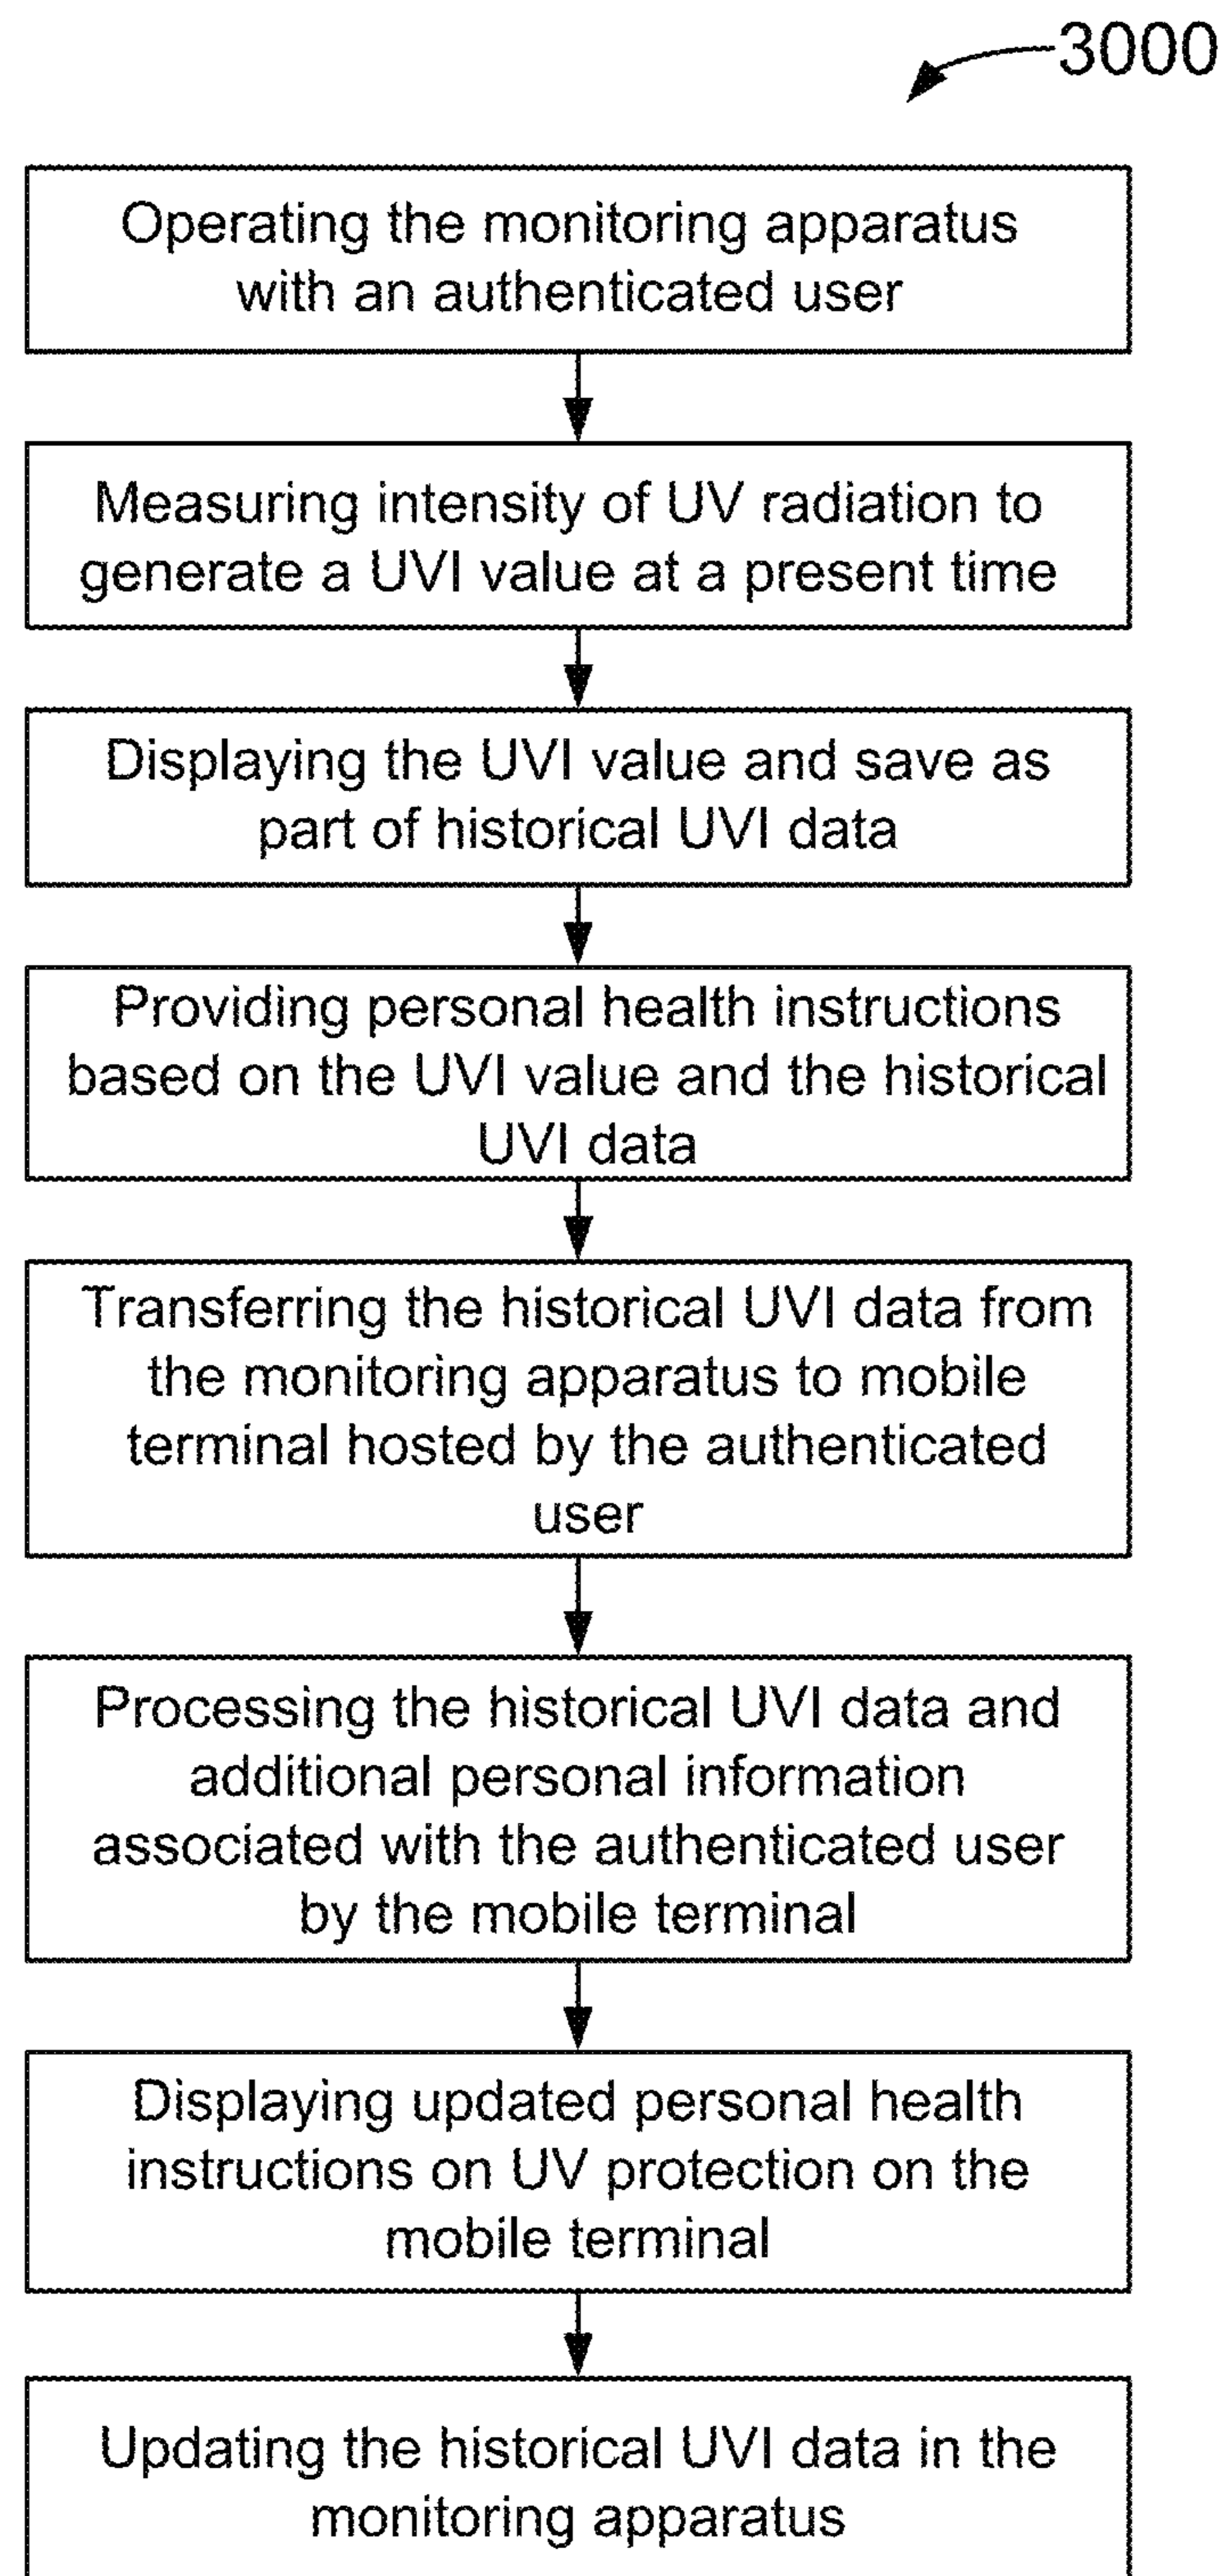 3000
Operating the monitoring apparatus
with an authenticated user
Measuring intensity of UV radiation to
generate a UVI value at a present time
Displaying the UVI value and save as
part of historical UVI data
Providing personal health instructions
based on the UVI value and the historical
UVI data
Transferring the historical UVI data from
the monitoring apparatus to mobile
terminal hosted by the authenticated
user
Processing the historical UVI data and
additional personal information
associated with the authenticated user
by the mobile terminal
Displaying updated personal health
instructions on UV protection on the
mobile terminal
Updating the historical UVI data in the
monitoring apparatus